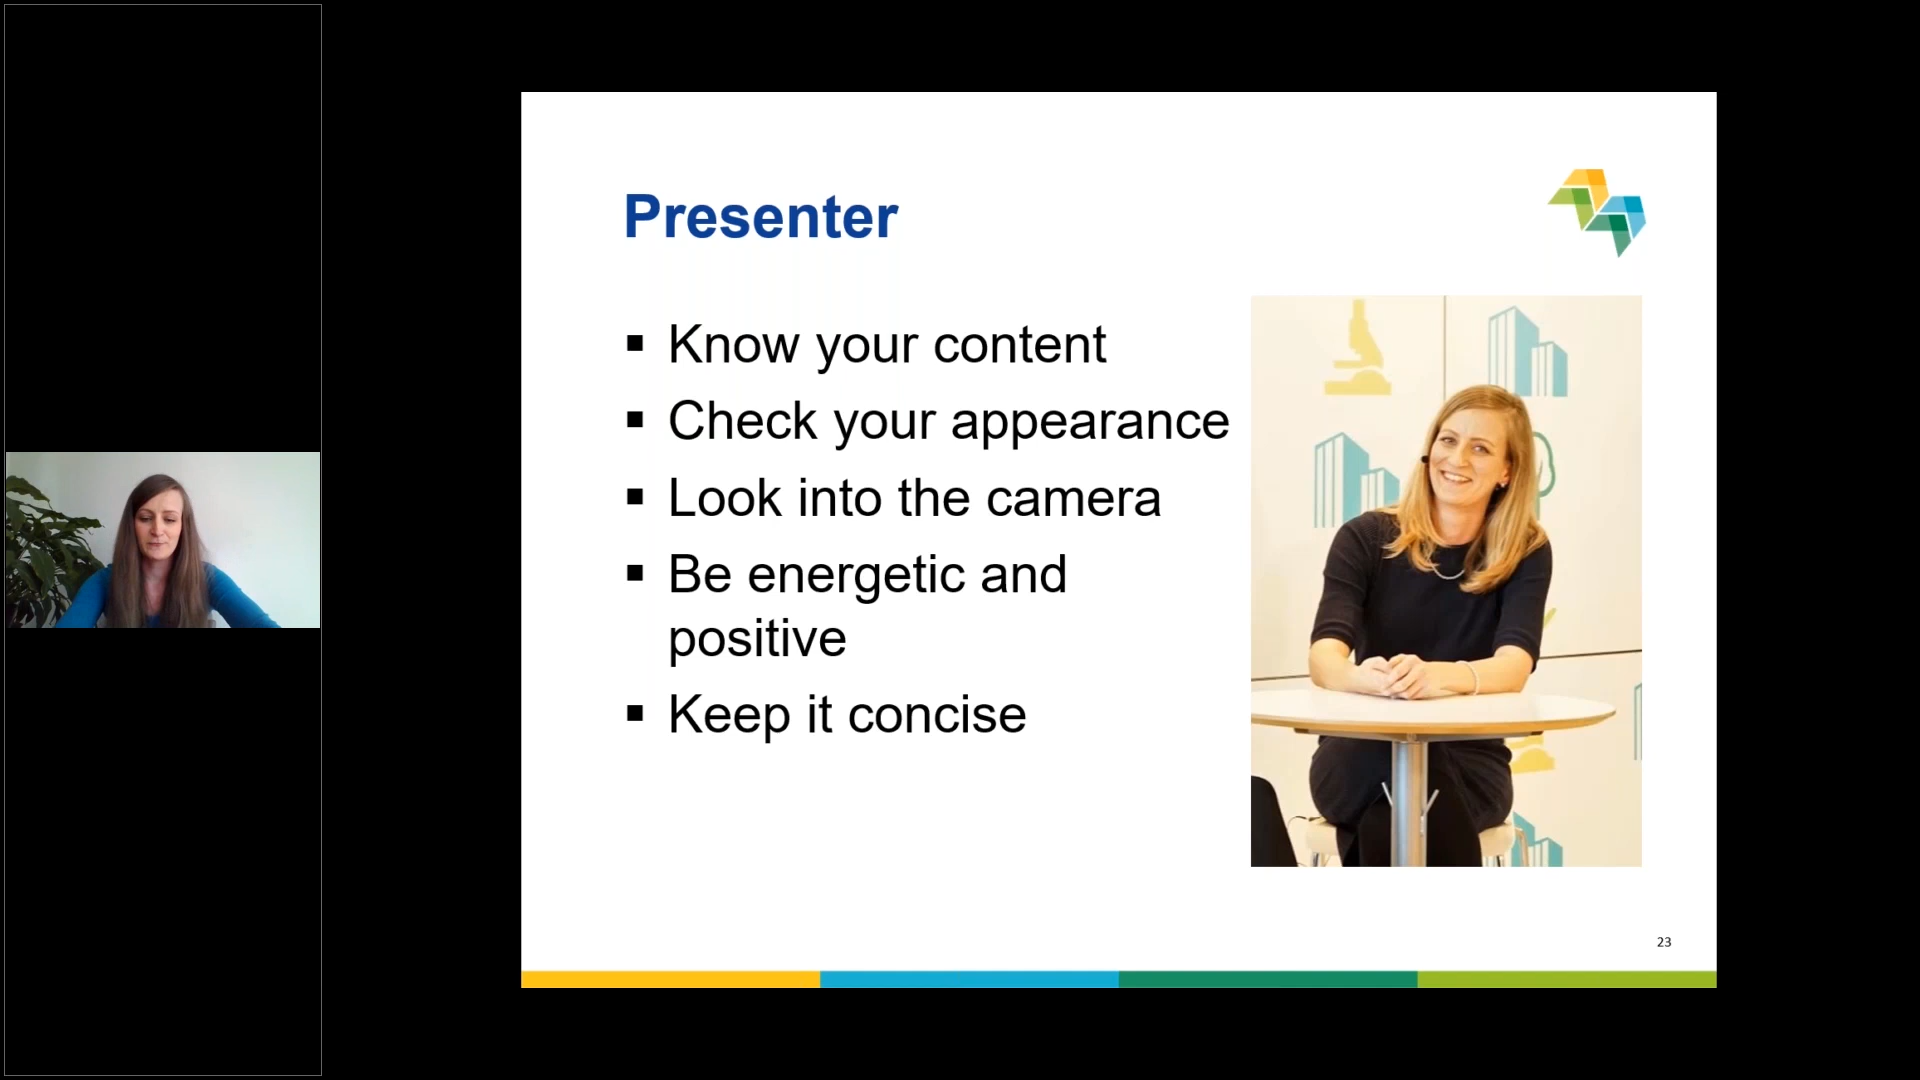 Presenter
▪ Know your content
▪ Check your appearance
▪ Look into the camera
▪ Be energetic and
positive
▪ Keep it concise
23